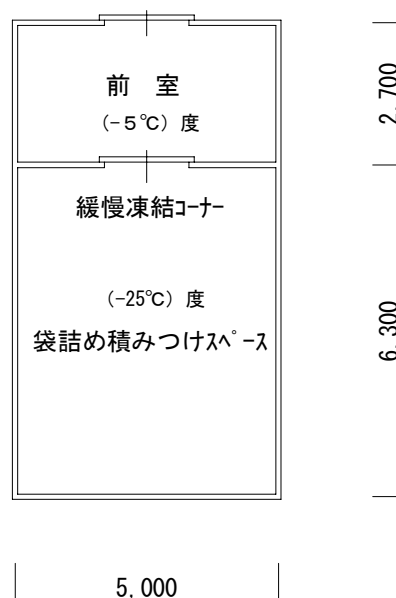 前　室
（-５℃）度
2,700
緩慢凍結ｺｰﾅｰ
（-25℃）度
袋詰め積みつけｽﾍﾟｰｽ
6,300
5,000